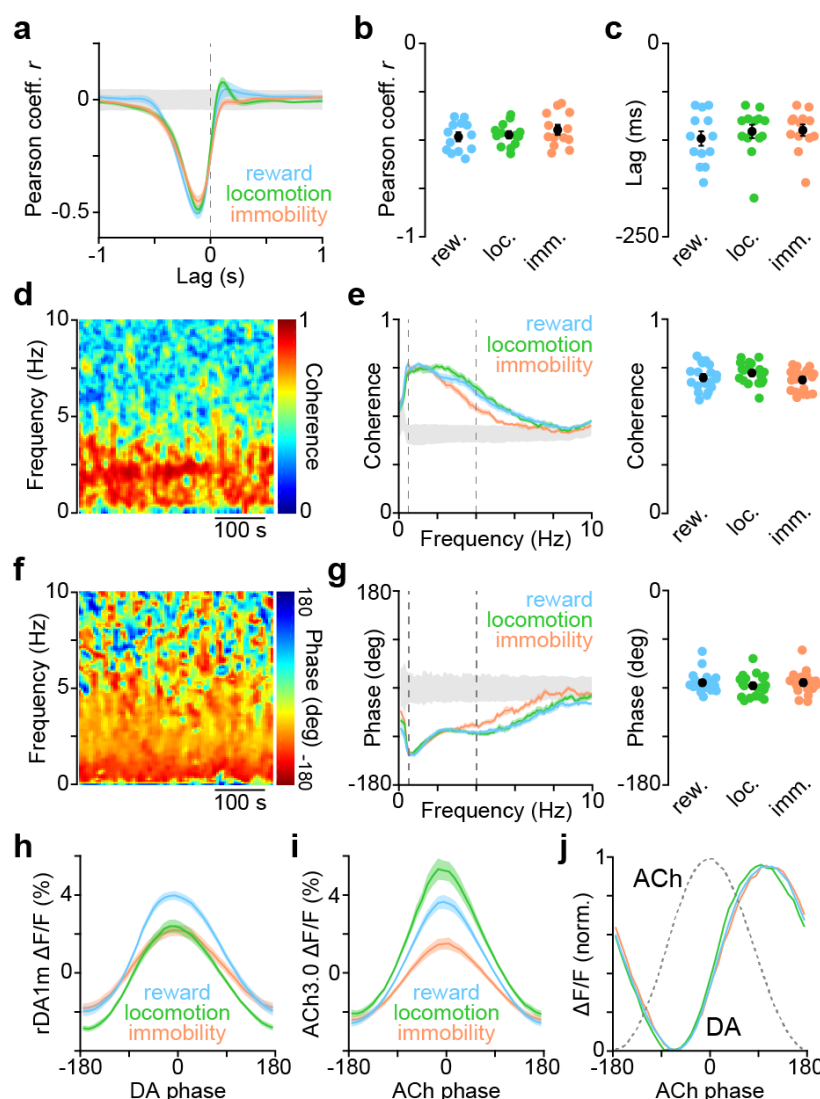 a
Pearson coeff. r
0
-0.5
-1
0
1
Lag (s)
reward
locomotion
immobility
b
Pearson coeff. r
0
-1
rew.
loc.
imm.
c
Lag (ms)
0
-250
rew.
loc.
imm.
d
Frequency (Hz)
10
5
0
100 s
1
0
Coherence
e
Coherence
1
0
0
10
Frequency (Hz)
reward
locomotion
immobility
Coherence
1
0
rew.
loc.
imm.
f
Frequency (Hz)
10
5
0
100 s
180
-180
Phase (deg)
g
Phase (deg)
180
-180
0
10
Frequency (Hz)
reward
locomotion
immobility
Phase (deg)
0
-180
rew.
loc.
imm.
h
rDA1m ΔF/F (%)
4
0
-180
0
180
DA phase
reward
locomotion
immobility
i
ACh3.0 ΔF/F (%)
4
0
-180
0
180
ACh phase
reward
locomotion
immobility
j
ΔF/F (norm.)
1
0
-180
0
180
ACh phase
ACh
DA